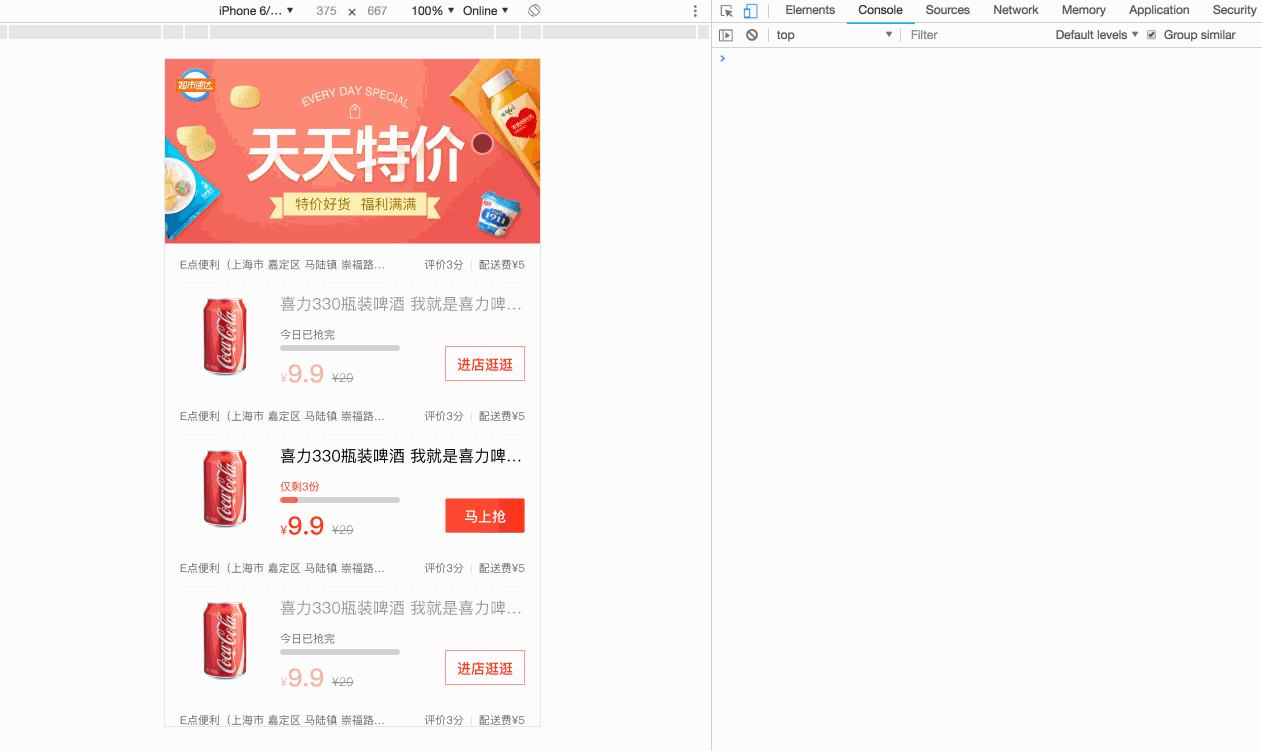 iPhone 6/... ▼ 375 × 667 100% ▼ Online ▼
Elements Console Sources Network Memory Application Security
top ▼ Filter Default levels ▼ Group similar
超市速达
EVERY DAY SPECIAL
天天特价
特价好货 福利满满
1911
E点便利（上海市 嘉定区 马陆镇 崇福路... 评价3分 配送费¥5
喜力330瓶装啤酒 我就是喜力啤...
今日已抢完
¥9.9 ¥20 进店逛逛
Coca-Cola
E点便利（上海市 嘉定区 马陆镇 崇福路... 评价3分 配送费¥5
喜力330瓶装啤酒 我就是喜力啤...
仅剩3份
¥9.9 ¥20 马上抢
Coca-Cola
E点便利（上海市 嘉定区 马陆镇 崇福路... 评价3分 配送费¥5
喜力330瓶装啤酒 我就是喜力啤...
今日已抢完
¥9.9 ¥20 进店逛逛
Coca-Cola
E点便利（上海市 嘉定区 马陆镇 崇福路... 评价3分 配送费¥5